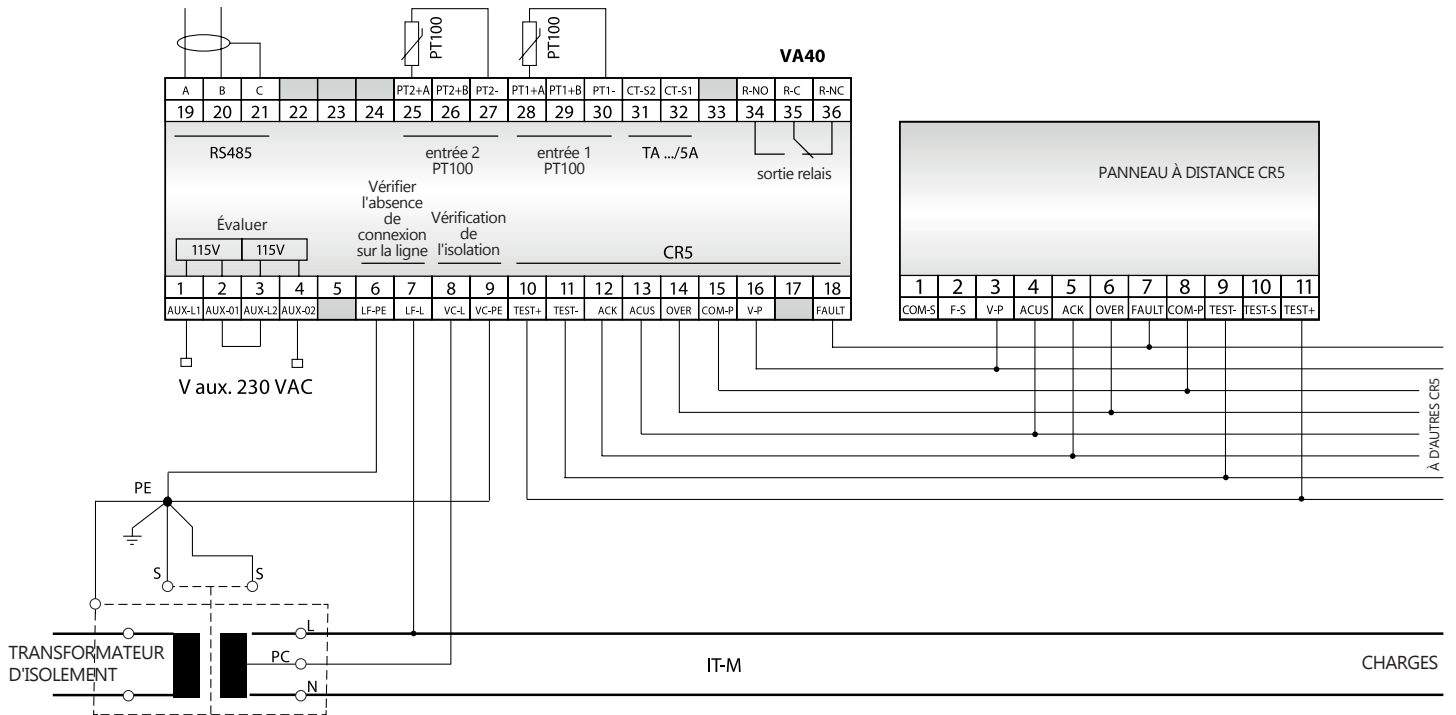 PT100
PT100
VA40
A B C PT2+A PT2+B PT2- PT1+A PT1+B PT1- CT-S2 CT-S1 R-NO R-C R-NC
19 20 21 22 23 24 25 26 27 28 29 30 31 32 33 34 35 36
RS485
entrée 2
PT100
entrée 1
PT100
TA .../5A
sortie relais
Vérifier
l'absence
de
connexion
sur la ligne
Vérification
de
l'isolation
Évaluer
115V 115V
CR5
1 2 3 4 5 6 7 8 9 10 11 12 13 14 15 16 17 18
AUX-L1 AUX-01 AUX-L2 AUX-02 LF-PE LF-L VC-L VC-PE TEST+ TEST- ACK ACUS OVER COM-P V-P FAULT
V aux. 230 VAC
PANNEAU À DISTANCE CR5
1 2 3 4 5 6 7 8 9 10 11
COM-S F-S V-P ACUS ACK OVER FAULT COM-P TEST- TEST-S TEST+
À D'AUTRES CR5
PE
S S
L
TRANSFORMATEUR
D'ISOLEMENT
PC
N
IT-M
CHARGES